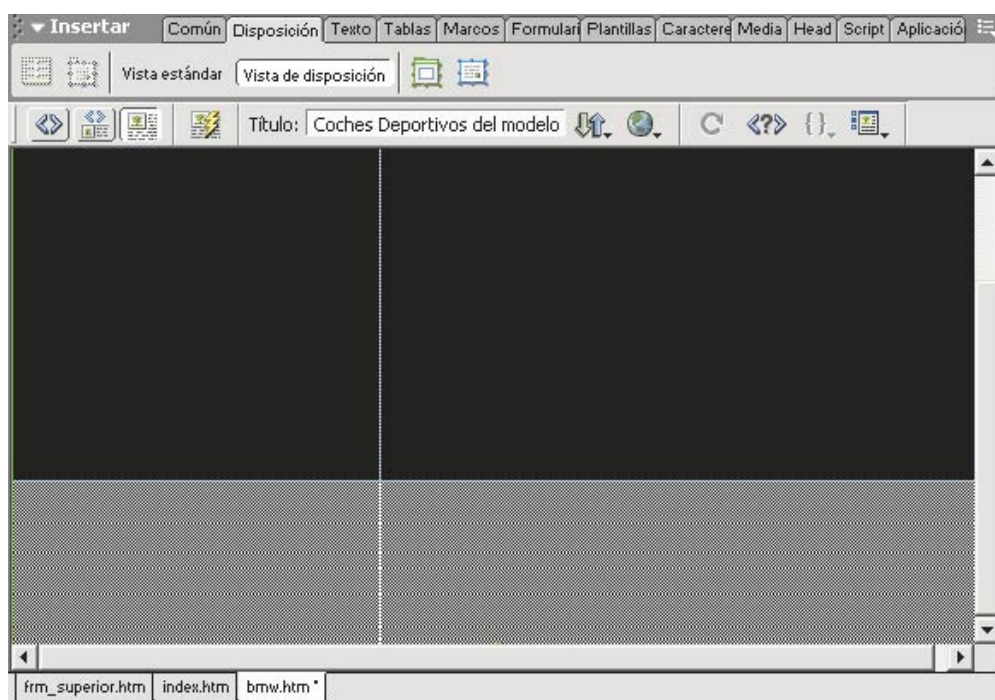 Insertar Común Disposición Texto Tablas Marcos Formulari Plantillas Caractere Media Head Script Aplicació
Vista estándar Vista de disposición
Título: Coches Deportivos del modelo
frm_superior.htm index.htm bmw.htm*